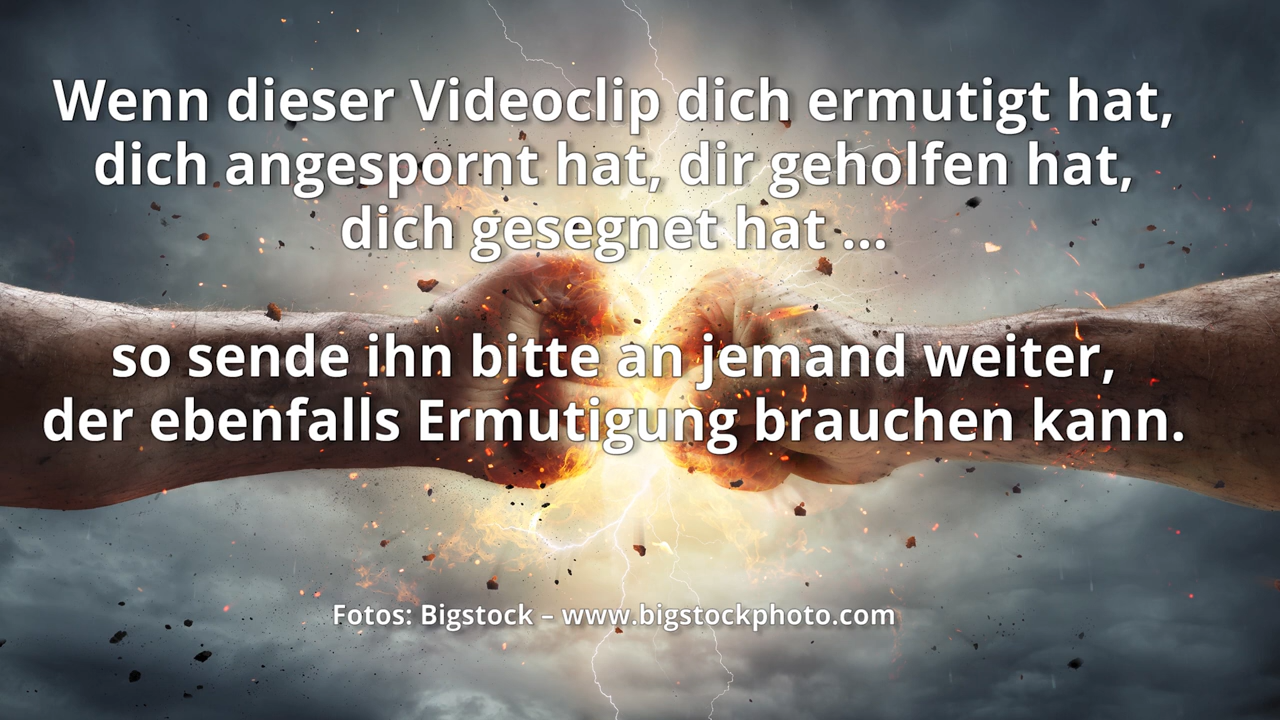 Wenn dieser Videoclip dich ermutigt hat,
dich angespornt hat, dir geholfen hat,
dich gesegnet hat ...
so sende ihn bitte an jemand weiter,
der ebenfalls Ermutigung brauchen kann.
Fotos: Bigstock – www.bigstockphoto.com